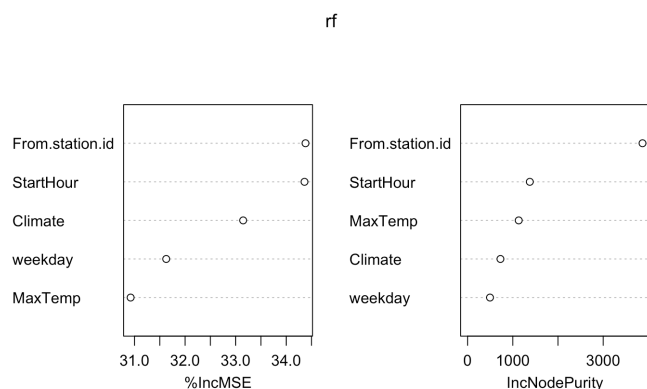 rf
From.station.id
StartHour
Climate
weekday
MaxTemp
31.0 32.0 33.0 34.0
%IncMSE
From.station.id
StartHour
MaxTemp
Climate
weekday
0 1000 3000
IncNodePurity